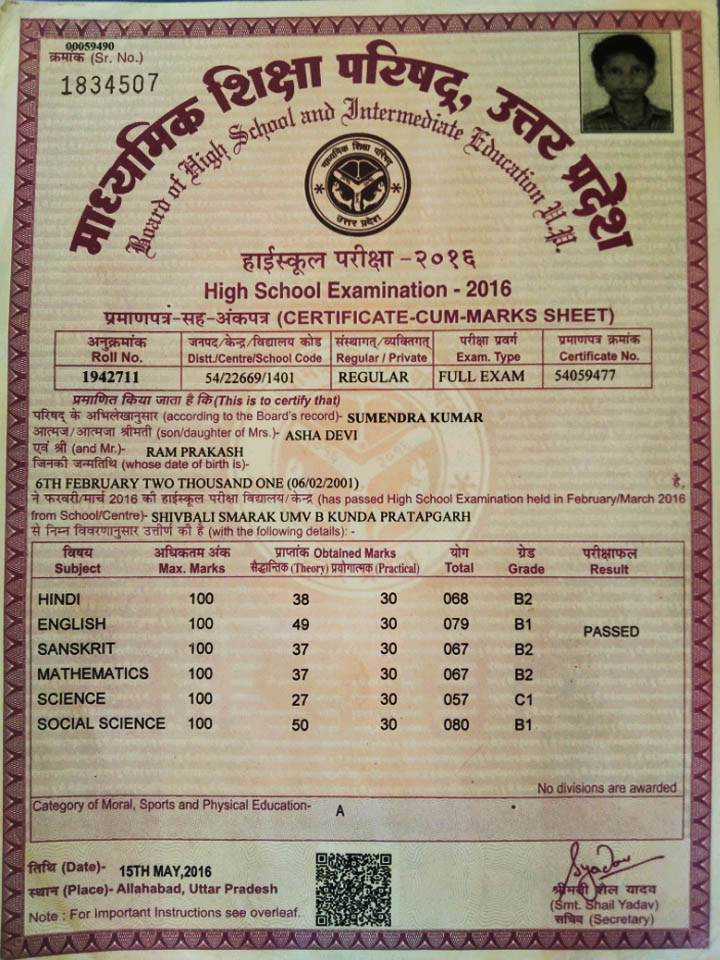 00059490
क्रमांक (Sr. No.)
1834507
माध्यमिक शिक्षा परिषद्, उत्तर प्रदेश
Board of High School and Intermediate Education U.P.
माध्यमिक शिक्षा परिषद्
उत्तर प्रदेश
हाईस्कूल परीक्षा -२०१६
High School Examination - 2016
प्रमाणपत्र-सह-अंकपत्र (CERTIFICATE-CUM-MARKS SHEET)
अनुक्रमांक जनपद/केन्द्र/विद्यालय कोड संस्थागत/व्यक्तिगत परीक्षा प्रवर्ग प्रमाणपत्र क्रमांक
Roll No. Distt./Centre/School Code Regular / Private Exam. Type Certificate No.
1942711 54/22669/1401 REGULAR FULL EXAM 54059477
प्रमाणित किया जाता है कि(This is to certify that)
परिषद् के अभिलेखानुसार (according to the Board's record)- SUMENDRA KUMAR
आत्मज/आत्मजा श्रीमती (son/daughter of Mrs.)- ASHA DEVI
एवं श्री (and Mr.)- RAM PRAKASH
जिनकी जन्मतिथि (whose date of birth is)-
6TH FEBRUARY TWO THOUSAND ONE (06/02/2001) है,
ने फरवरी/मार्च 2016 की हाईस्कूल परीक्षा विद्यालय/केन्द्र (has passed High School Examination held in February/March 2016
from School/Centre)- SHIVBALI SMARAK UMV B KUNDA PRATAPGARH
से निम्न विवरणानुसार उत्तीर्ण की है (with the following details): -
विषय अधिकतम अंक प्राप्तांक Obtained Marks योग ग्रेड परीक्षाफल
Subject Max. Marks सैद्धान्तिक (Theory) प्रयोगात्मक (Practical) Total Grade Result
HINDI 100 38 30 068 B2
ENGLISH 100 49 30 079 B1 PASSED
SANSKRIT 100 37 30 067 B2
MATHEMATICS 100 37 30 067 B2
SCIENCE 100 27 30 057 C1
SOCIAL SCIENCE 100 50 30 080 B1
No divisions are awarded
Category of Moral, Sports and Physical Education- A
तिथि (Date)- 15TH MAY,2016
स्थान (Place)- Allahabad, Uttar Pradesh
Note : For Important Instructions see overleaf.
SYadav
श्रीमती शैल यादव
(Smt. Shail Yadav)
सचिव (Secretary)